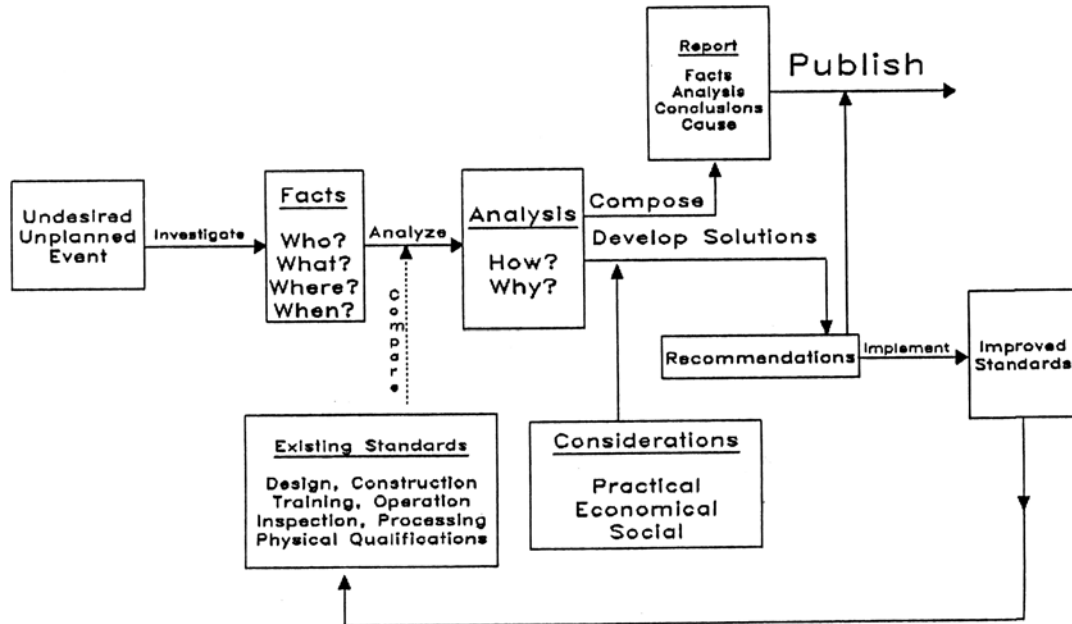 Undesired
Unplanned
Event
Investigate
Facts
Who?
What?
Where?
When?
Analyze
Compare
Existing Standards
Design, Construction
Training, Operation
Inspection, Processing
Physical Qualifications
Analysis
How?
Why?
Compose
Report
Facts
Analysis
Conclusions
Cause
Publish
Develop Solutions
Considerations
Practical
Economical
Social
Recommendations
Implement
Improved
Standards